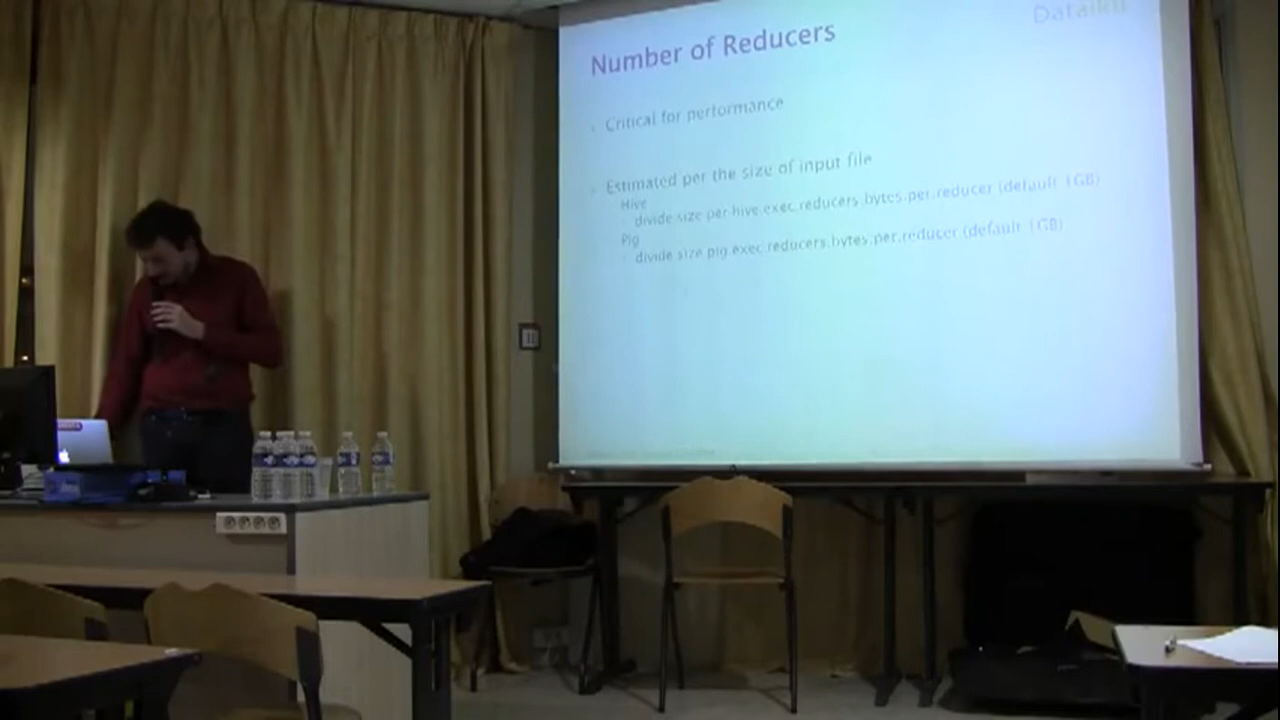 Dataiku
Number of Reducers
Critical for performance
Estimated per the size of input file
Hive
divide size per hive.exec.reducers.bytes.per.reducer (default 1GB)
Pig
divide size pig.exec.reducers.bytes.per.reducer (default 1GB)